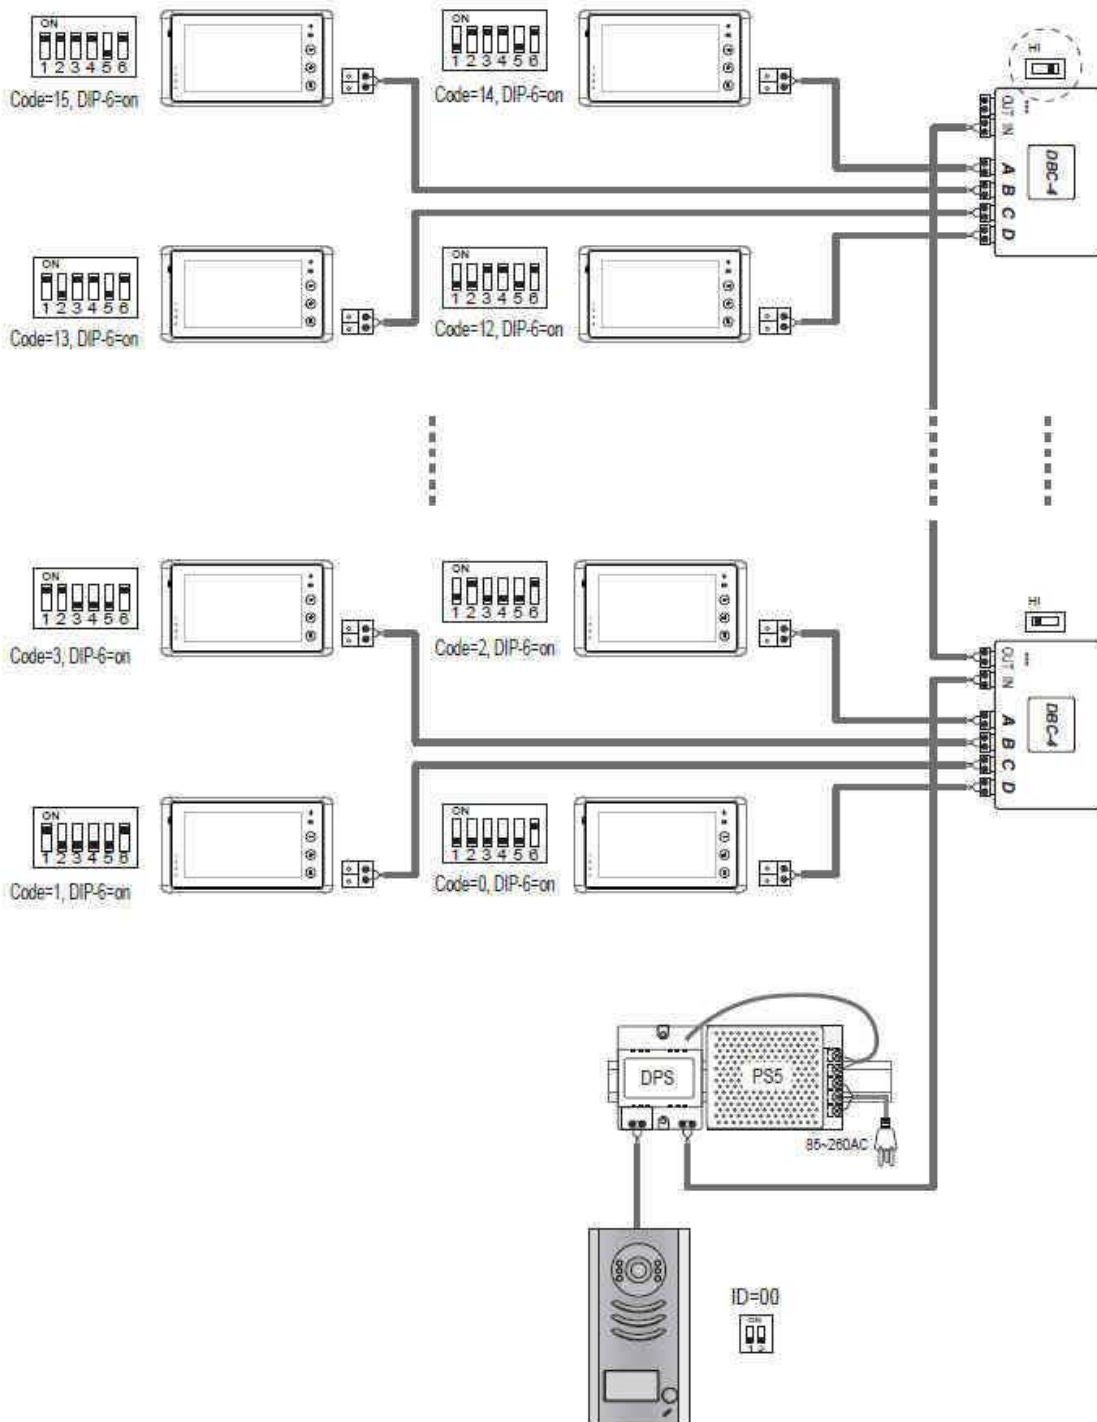 ON
1 2 3 4 5 6
Code=15, DIP-6=on
ON
1 2 3 4 5 6
Code=14, DIP-6=on
HI
OUT IN
DBC-4
A B C D
ON
1 2 3 4 5 6
Code=13, DIP-6=on
ON
1 2 3 4 5 6
Code=12, DIP-6=on
ON
1 2 3 4 5 6
Code=3, DIP-6=on
ON
1 2 3 4 5 6
Code=2, DIP-6=on
HI
OUT IN
DBC-4
A B C D
ON
1 2 3 4 5 6
Code=1, DIP-6=on
ON
1 2 3 4 5 6
Code=0, DIP-6=on
DPS
PS5
85~260AC
ID=00
ON
1 2